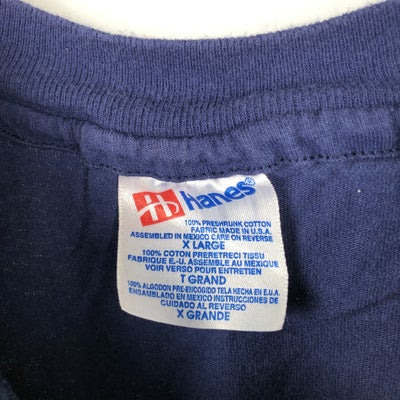 Hanes®
100% PRESHRUNK COTTON
FABRIC MADE IN U.S.A.
ASSEMBLED IN MEXICO CARE ON REVERSE
X LARGE
100% COTON PRERETRECI TISSU
FABRIQUE E.-U. ASSEMBLE AU MEXIQUE
VOIR VERSO POUR ENTRETIEN
T GRAND
100% ALGODON PRE-ENCOGIDO TELA HECHA EN E.U.A.
ENSAMBLADO EN MEXICO INSTRUCCIONES DE
CUIDADO AL REVERSO
X GRANDE